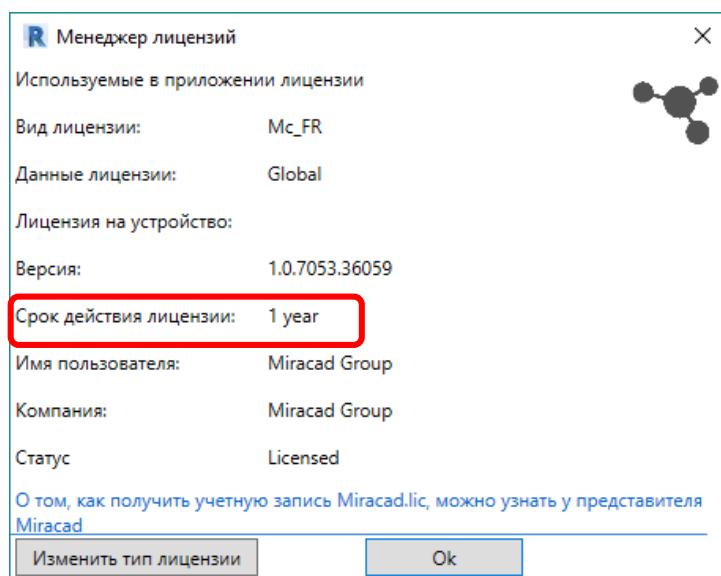 Менеджер лицензий
Используемые в приложении лицензии
Вид лицензии: Mc_FR
Данные лицензии: Global
Лицензия на устройство:
Версия: 1.0.7053.36059
Срок действия лицензии: 1 year
Имя пользователя: Miracad Group
Компания: Miracad Group
Статус Licensed
О том, как получить учетную запись Miracad.lic, можно узнать у представителя
Miracad
Изменить тип лицензии Ok